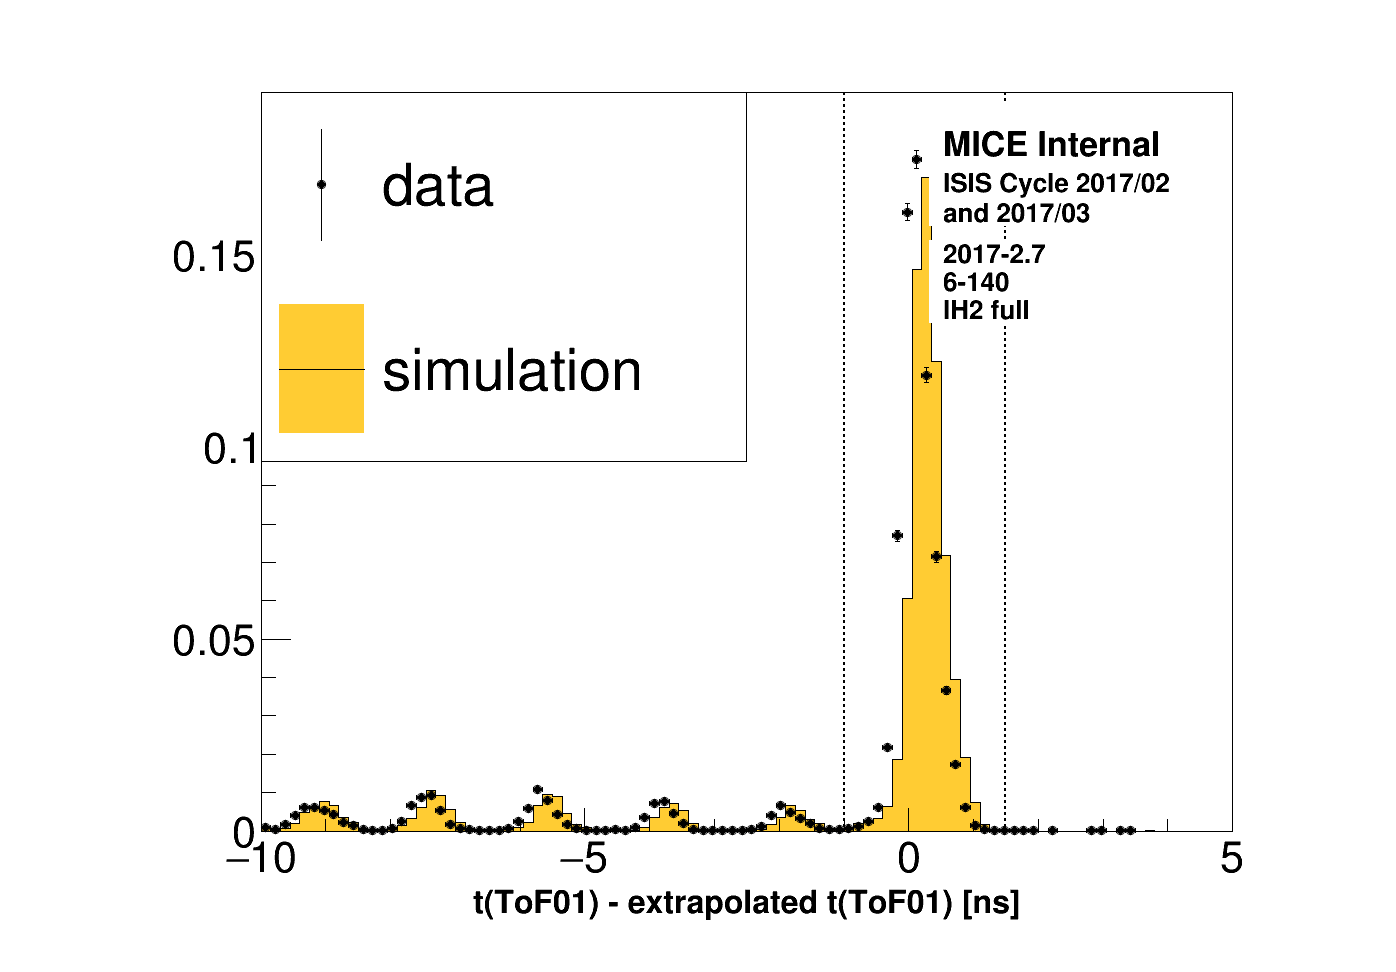 MICE Internal
data
ISIS Cycle 2017/02
and 2017/03
0.15
2017-2.7
6-140
lH2 full
simulation
0.1
0.05
0
−10
−5
0
5
t(ToF01) - extrapolated t(ToF01) [ns]